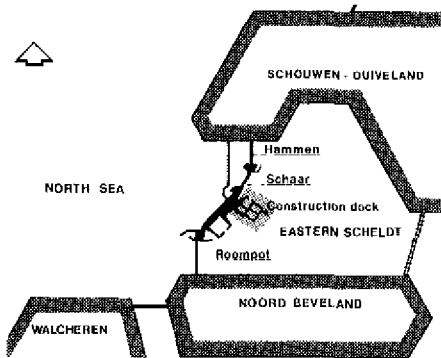 SCHOUWEN - DUIVELAND
Hammen
Schaar
NORTH SEA
Construction dock
EASTERN SCHELDT
Roompot
NOORD BEVELAND
WALCHEREN